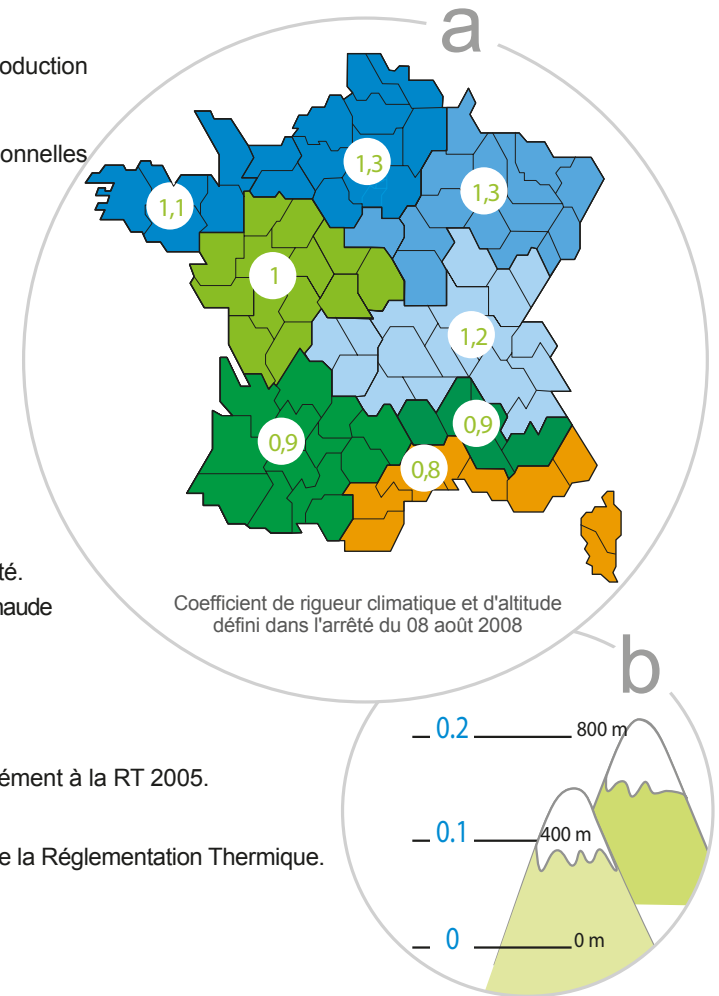 a
oduction
onnelles
1,3
1,3
1,1
1
1,2
0,9
0,9
0,8
té.
naude
Coefficient de rigueur climatique et d'altitude
défini dans l'arrêté du 08 août 2008
b
0.2 800 m
ément à la RT 2005.
0.1 400 m
e la Réglementation Thermique.
0 0 m